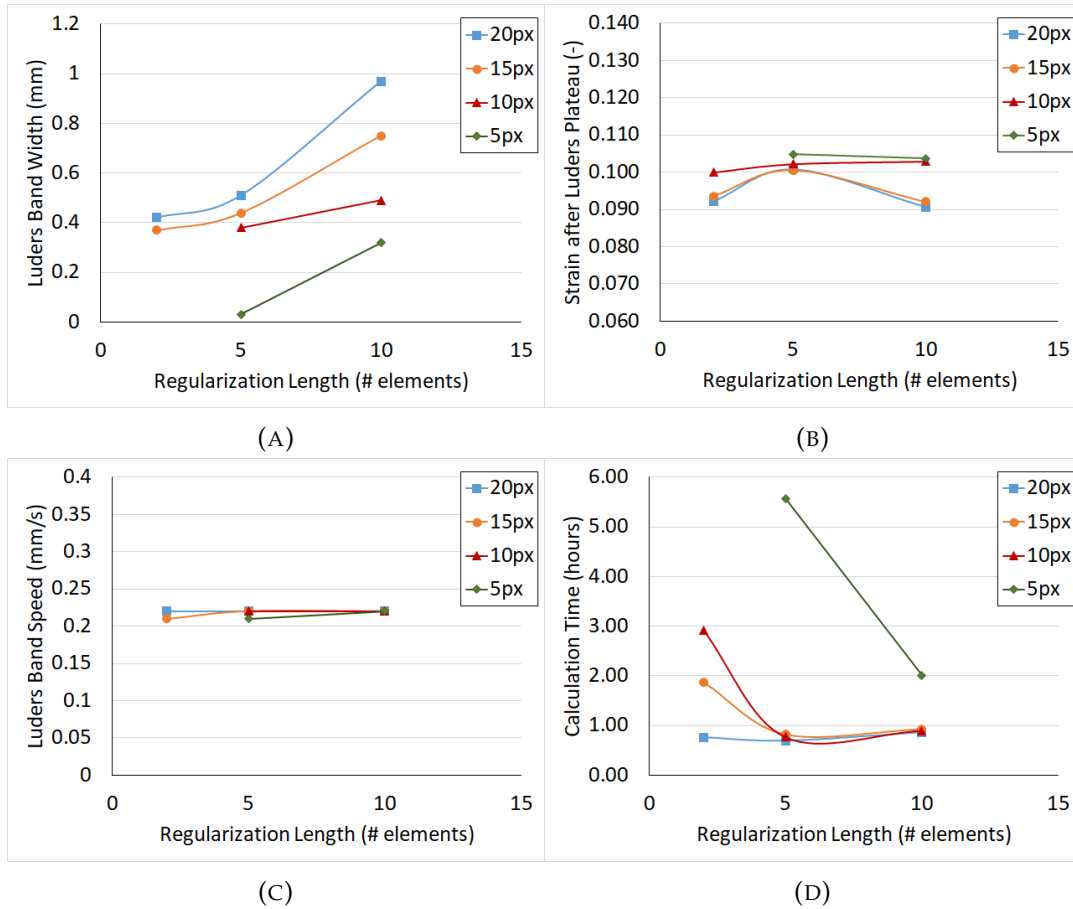 1.2
1
0.8
0.6
0.4
0.2
0
0
5
10
15
Luders Band Width (mm)
Regularization Length (# elements)
20px
15px
10px
5px
(A)
0.140
0.130
0.120
0.110
0.100
0.090
0.080
0.070
0.060
0
5
10
15
Strain after Luders Plateau (-)
Regularization Length (# elements)
20px
15px
10px
5px
(B)
0.4
0.35
0.3
0.25
0.2
0.15
0.1
0.05
0
0
5
10
15
Luders Band Speed (mm/s)
Regularization Length (# elements)
20px
15px
10px
5px
(C)
6.00
5.00
4.00
3.00
2.00
1.00
0.00
0
5
10
15
Calculation Time (hours)
Regularization Length (# elements)
20px
15px
10px
5px
(D)